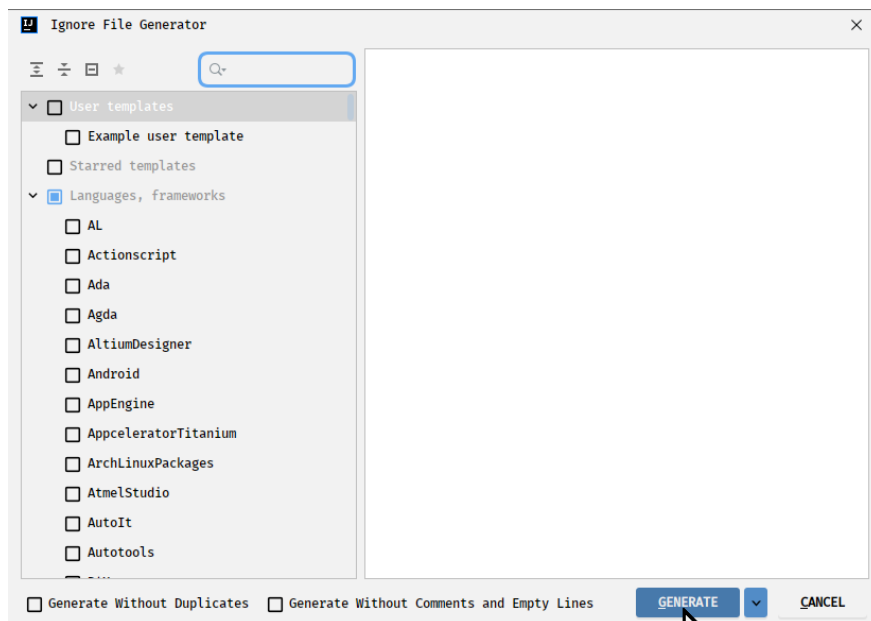 Ignore File Generator
User templates
Example user template
Starred templates
Languages, frameworks
AL
Actionscript
Ada
Agda
AltiumDesigner
Android
AppEngine
AppceleratorTitanium
ArchLinuxPackages
AtmelStudio
AutoIt
Autotools
Generate Without Duplicates Generate Without Comments and Empty Lines GENERATE CANCEL